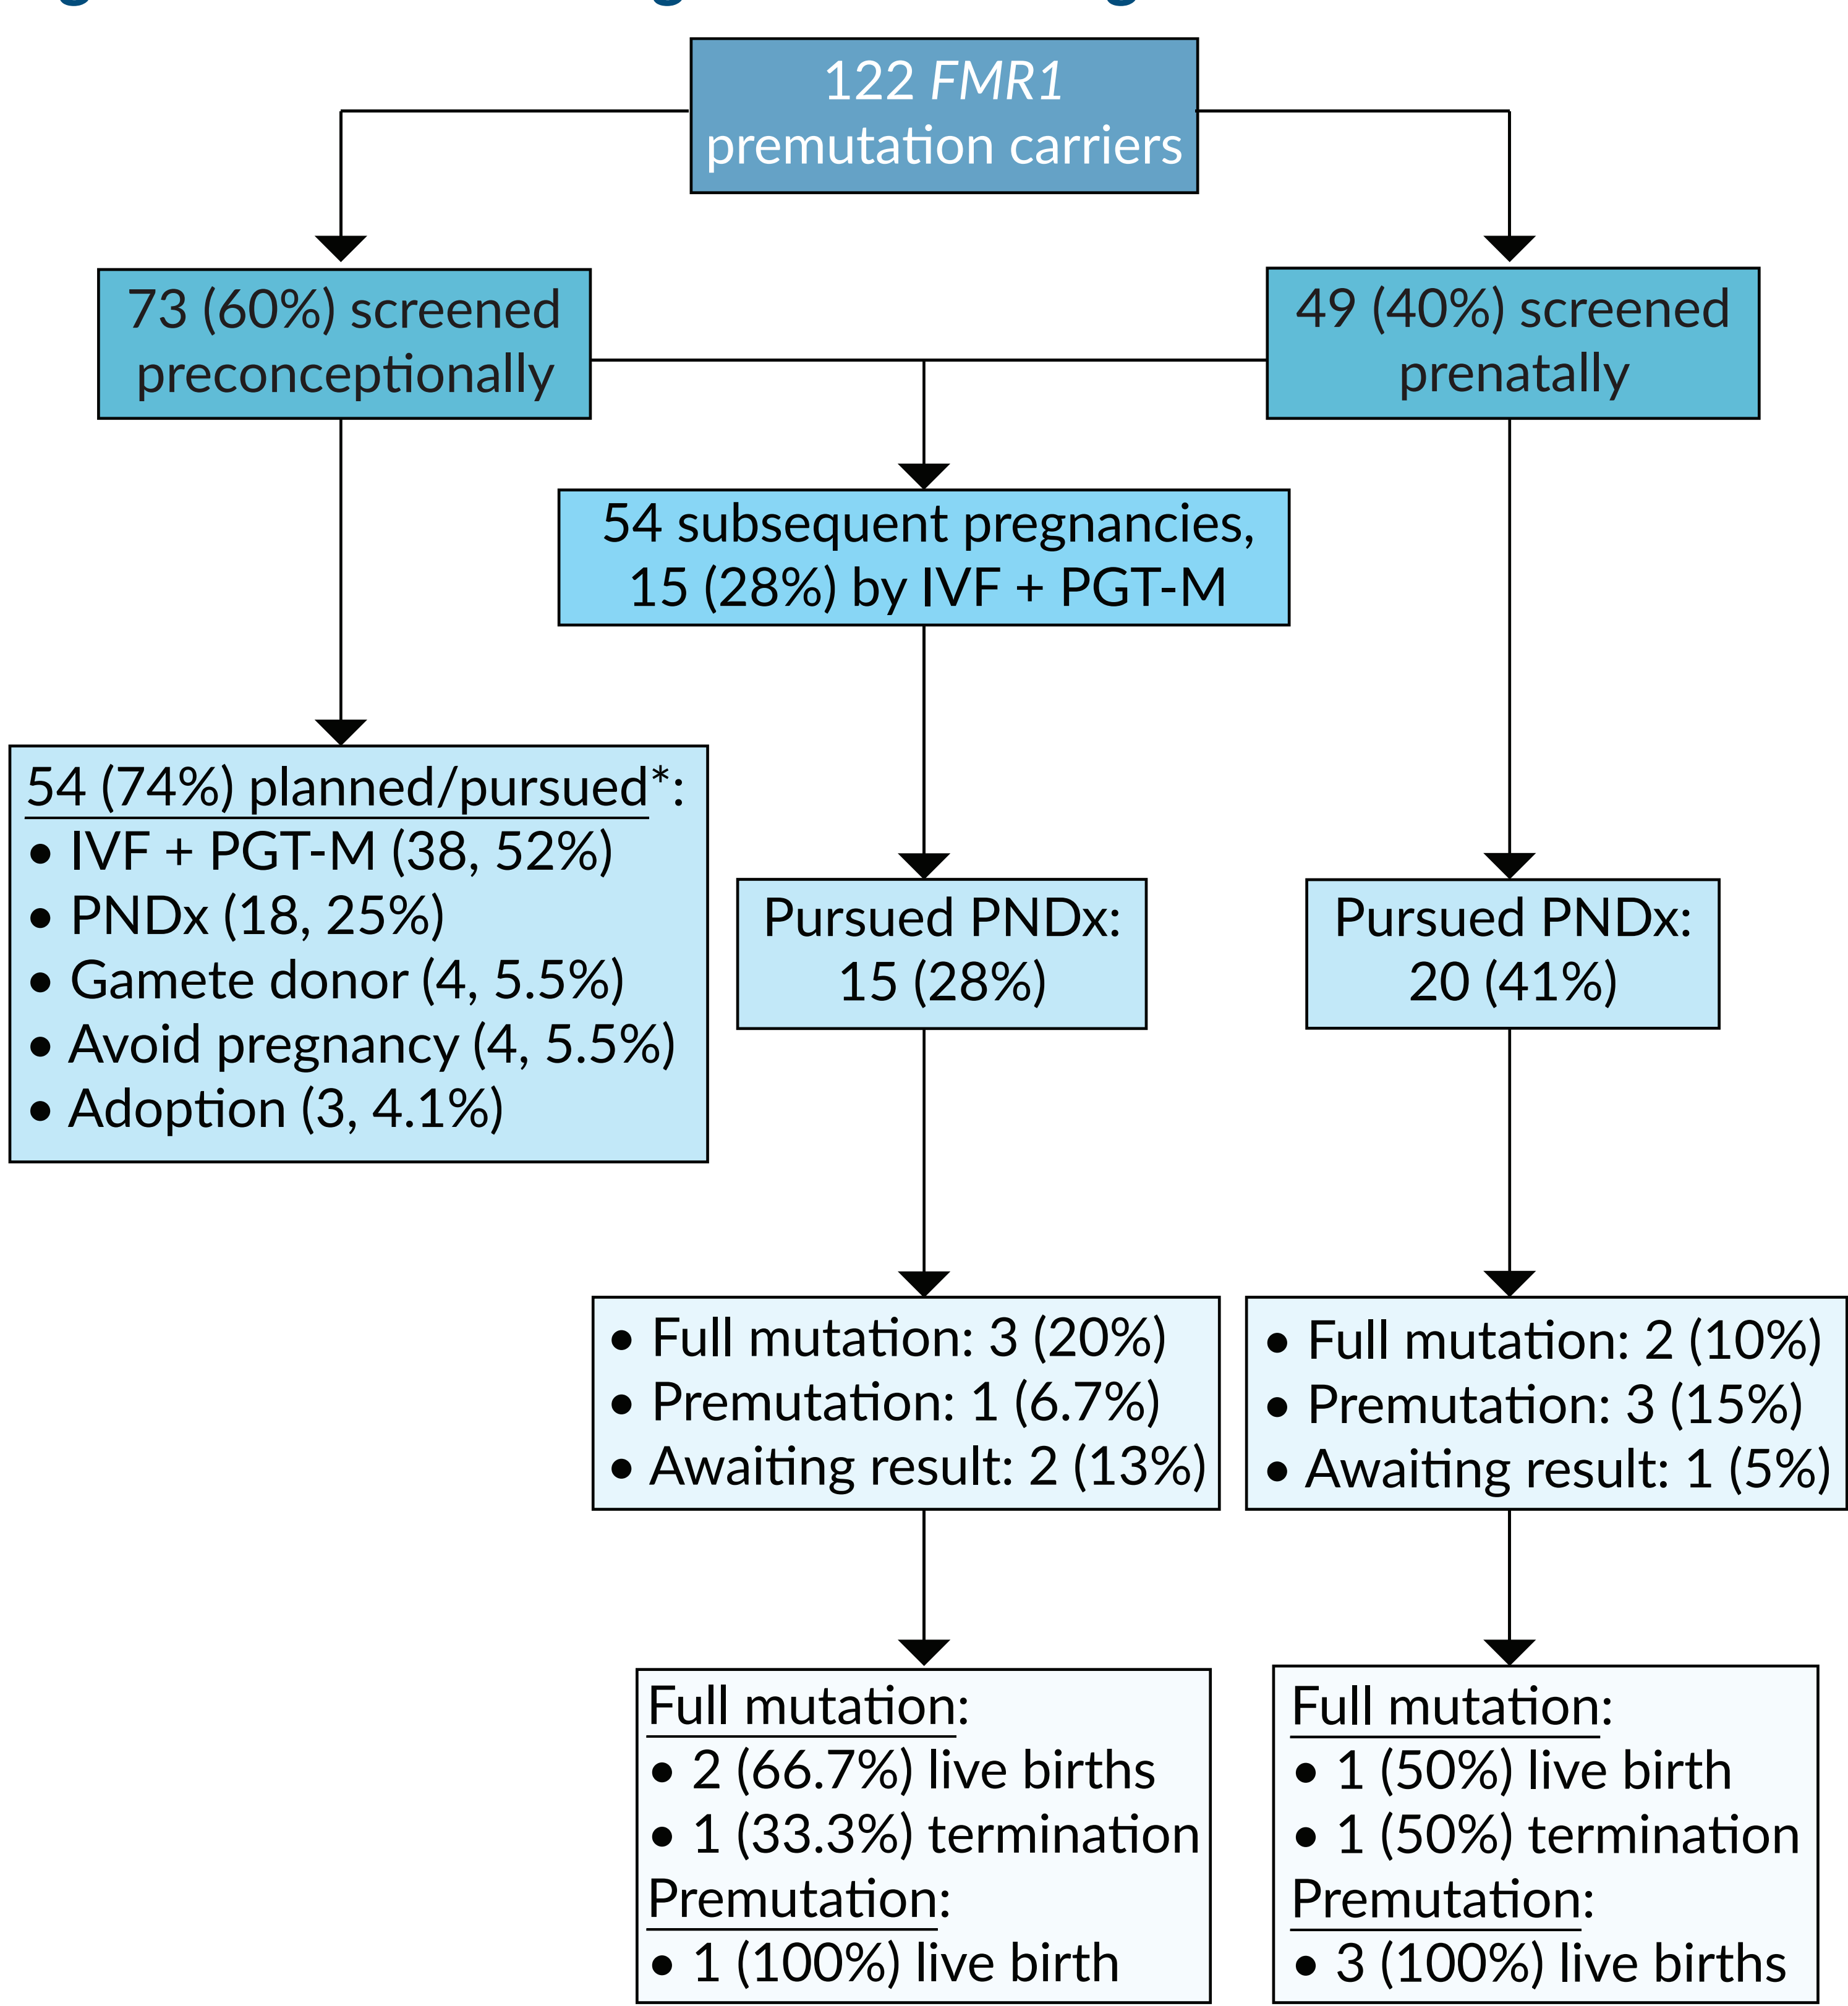 122 FMR1
premutation carriers
73 (60%) screened
preconceptionally
49 (40%) screened
prenatally
54 subsequent pregnancies,
15 (28%) by IVF + PGT-M
54 (74%) planned/pursued*:
• IVF + PGT-M (38, 52%)
• PNDx (18, 25%)
• Gamete donor (4, 5.5%)
• Avoid pregnancy (4, 5.5%)
• Adoption (3, 4.1%)
Pursued PNDx:
15 (28%)
Pursued PNDx:
20 (41%)
• Full mutation: 3 (20%)
• Premutation: 1 (6.7%)
• Awaiting result: 2 (13%)
• Full mutation: 2 (10%)
• Premutation: 3 (15%)
• Awaiting result: 1 (5%)
Full mutation:
• 2 (66.7%) live births
• 1 (33.3%) termination
Premutation:
• 1 (100%) live birth
Full mutation:
• 1 (50%) live birth
• 1 (50%) termination
Premutation:
• 3 (100%) live births